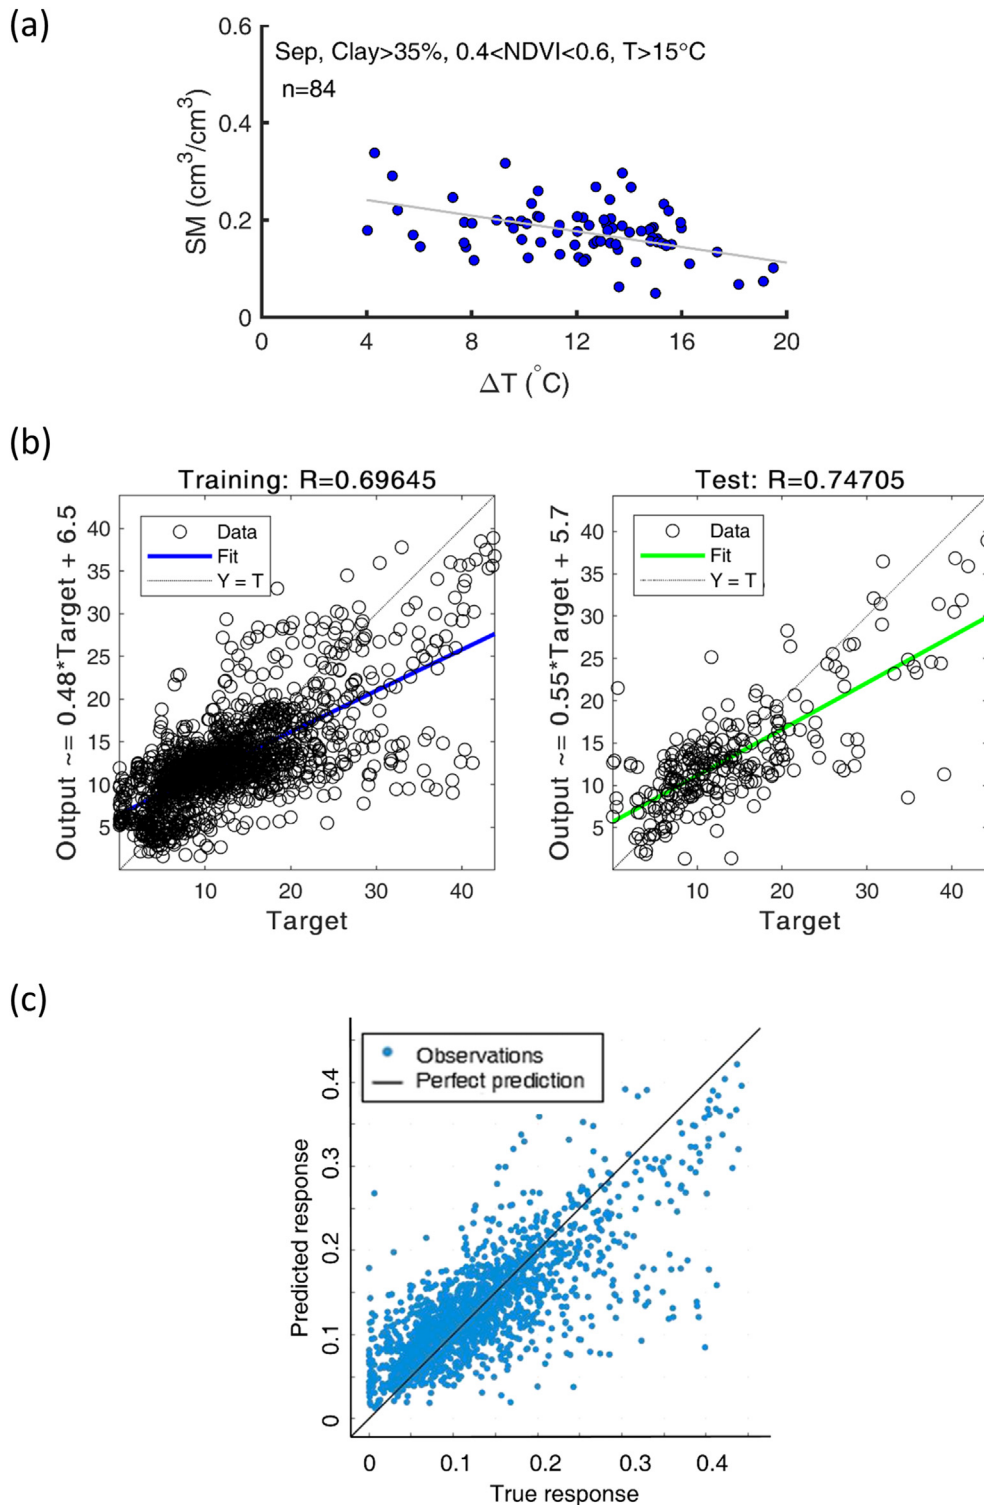 (a)
0.6
Sep, Clay>35%, 0.4<NDVI<0.6, T>15°C
n=84
0.4
SM (cm³/cm³)
0.2
0
0 4 8 12 16 20
ΔT (°C)
(b)
Training: R=0.69645
Output ~= 0.48*Target + 6.5
Data
Fit
Y = T
40
35
30
25
20
15
10
5
10 20 30 40
Target
Test: R=0.74705
Output ~= 0.55*Target + 5.7
Data
Fit
Y = T
40
35
30
25
20
15
10
5
10 20 30 40
Target
(c)
Observations
Perfect prediction
Predicted response
0.4
0.3
0.2
0.1
0
0 0.1 0.2 0.3 0.4
True response